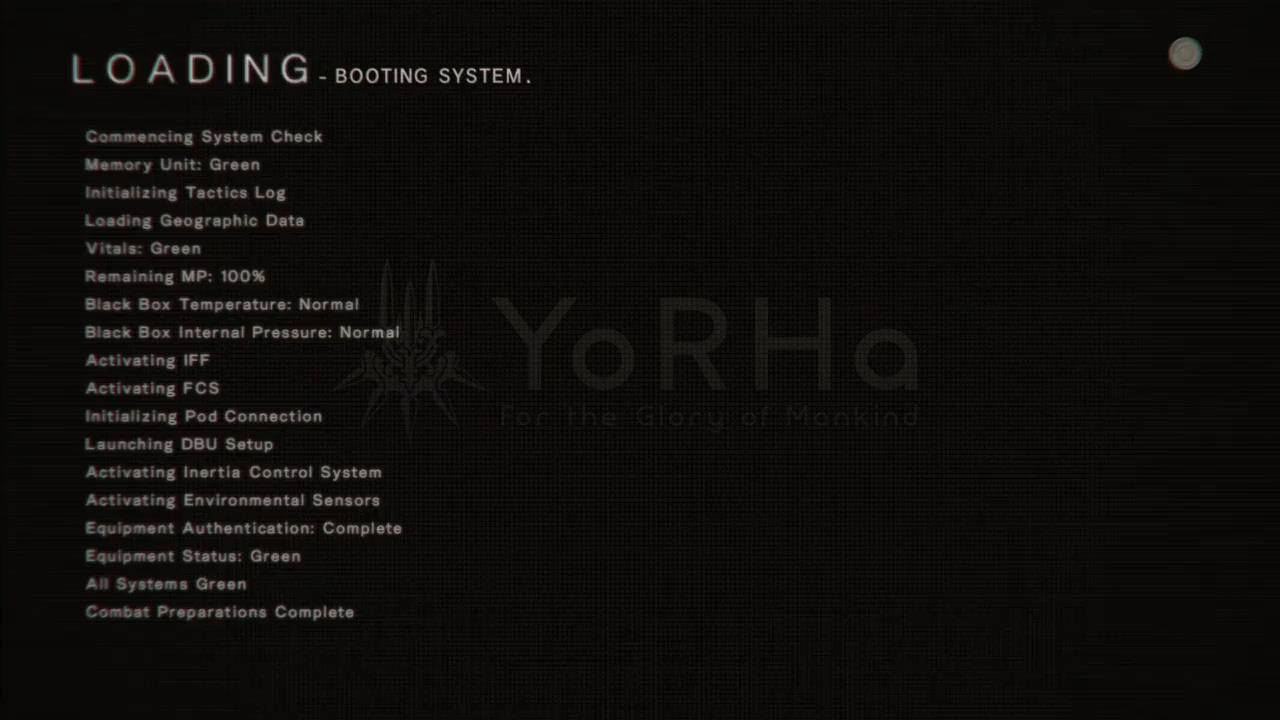 LOADING - BOOTING SYSTEM.
Commencing System Check
Memory Unit: Green
Initializing Tactics Log
Loading Geographic Data
Vitals: Green
Remaining MP: 100%
Black Box Temperature: Normal
Black Box Internal Pressure: Normal
Activating IFF
Activating FCS
Initializing Pod Connection
Launching DBU Setup
Activating Inertia Control System
Activating Environmental Sensors
Equipment Authentication: Complete
Equipment Status: Green
All Systems Green
Combat Preparations Complete
YoRHa
For the Glory of Mankind